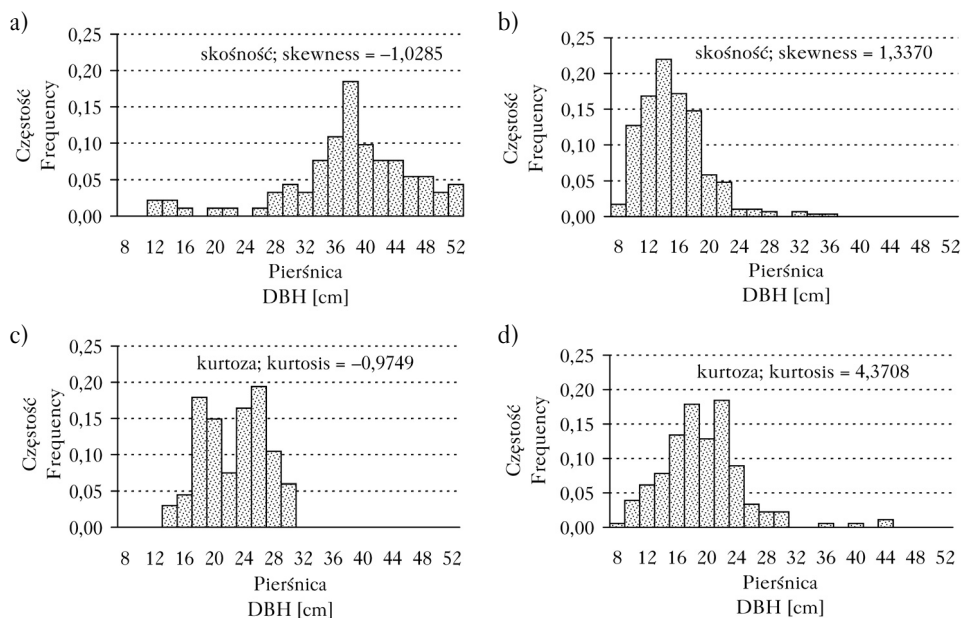 a)
skośność; skewness = –1,0285
Częstość
Frequency
0,25
0,20
0,15
0,10
0,05
0,00
8 12 16 20 24 28 32 36 40 44 48 52
Pierśnica
DBH [cm]
b)
skośność; skewness = 1,3370
Częstość
Frequency
0,25
0,20
0,15
0,10
0,05
0,00
8 12 16 20 24 28 32 36 40 44 48 52
Pierśnica
DBH [cm]
c)
kurtoza; kurtosis = –0,9749
Częstość
Frequency
0,25
0,20
0,15
0,10
0,05
0,00
8 12 16 20 24 28 32 36 40 44 48 52
Pierśnica
DBH [cm]
d)
kurtoza; kurtosis = 4,3708
Częstość
Frequency
0,25
0,20
0,15
0,10
0,05
0,00
8 12 16 20 24 28 32 36 40 44 48 52
Pierśnica
DBH [cm]